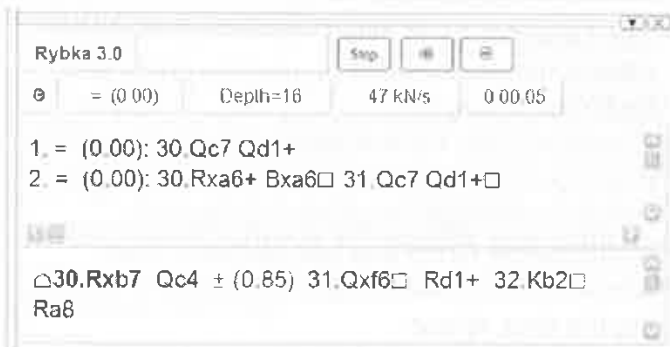 Rybka 3.0 Stop
= (0.00) Depth=16 47 kN/s 0:00:05
1. = (0.00): 30.Qc7 Qd1+
2. = (0.00): 30.Rxa6+ Bxa6□ 31.Qc7 Qd1+□
⌓30.Rxb7 Qc4 ± (0.85) 31.Qxf6□ Rd1+ 32.Kb2□
Ra8